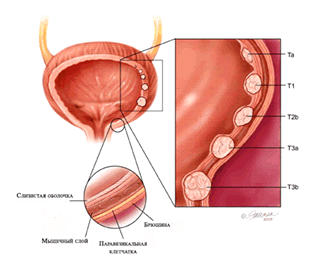 Ta
T1
T2b
T3a
T3b
Слизистая оболочка
Брюшина
Мышечный слой
Паравезикальная
клетчатка